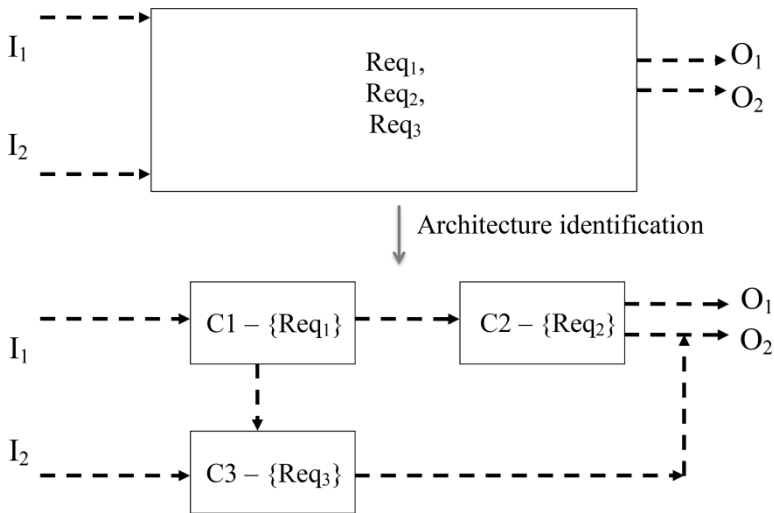 I₁
I₂
Req₁,
Req₂,
Req₃
O₁
O₂
Architecture identification
I₁
I₂
C1 – {Req₁}
C2 – {Req₂}
O₁
O₂
C3 – {Req₃}